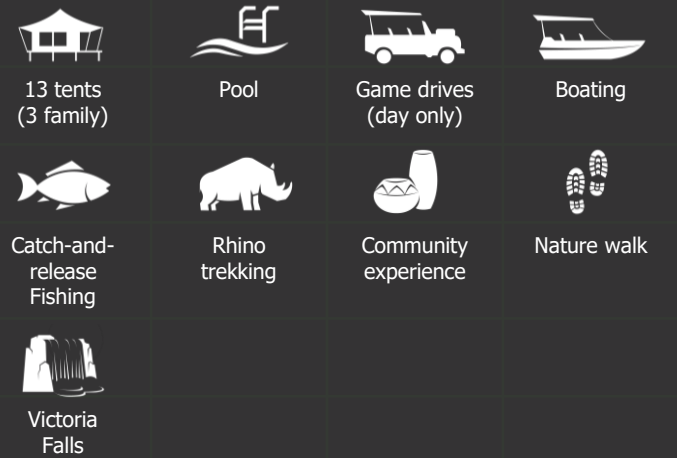 13 tents
(3 family)
Pool
Game drives
(day only)
Boating
Catch-and-
release
Fishing
Rhino
trekking
Community
experience
Nature walk
Victoria
Falls